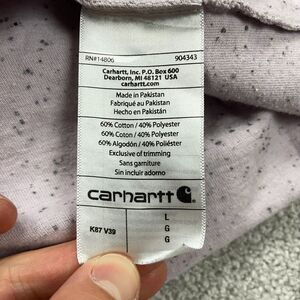 RN#14806 904343
Carhartt, Inc. P.O. Box 600
Dearborn, MI 48121 USA
carhartt.com
Made in Pakistan
Fabriqué au Pakistan
Hecho en Pakistán
60% Cotton / 40% Polyester
60% Coton / 40% Polyester
60% Algodón / 40% Poliéster
Exclusive of trimming
Sans garniture
Sin incluir adorno
carhartt
K87 V39
L
G
G